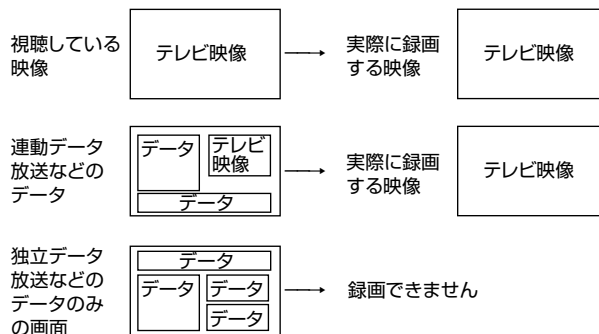 視聴している
映像
テレビ映像
実際に録画
する映像
テレビ映像
連動データ
放送などの
データ
データ
テレビ
映像
データ
実際に録画
する映像
テレビ映像
独立データ
放送などの
データのみ
の画面
データ
データ
データ
データ
録画できません